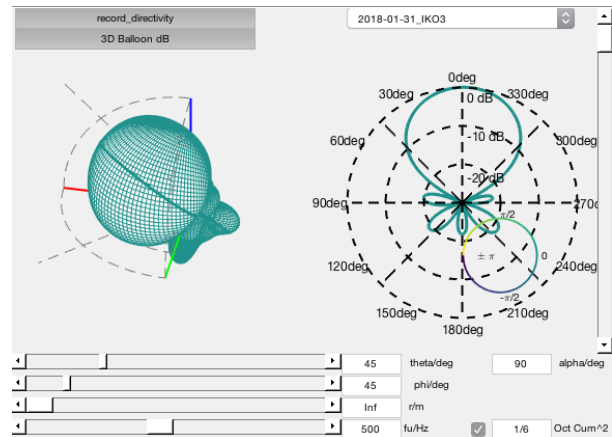 record_directivity
3D Balloon dB
2018-01-31_IKO3
0deg
30deg
330deg
0 dB
60deg
-10 dB
300deg
-20 dB
90deg
270d
π/2
± π
0
120deg
-π/2
240deg
150deg
210deg
180deg
45 theta/deg 90 alpha/deg
45 phi/deg
Inf r/m
500 fu/Hz 1/6 Oct Cum^2